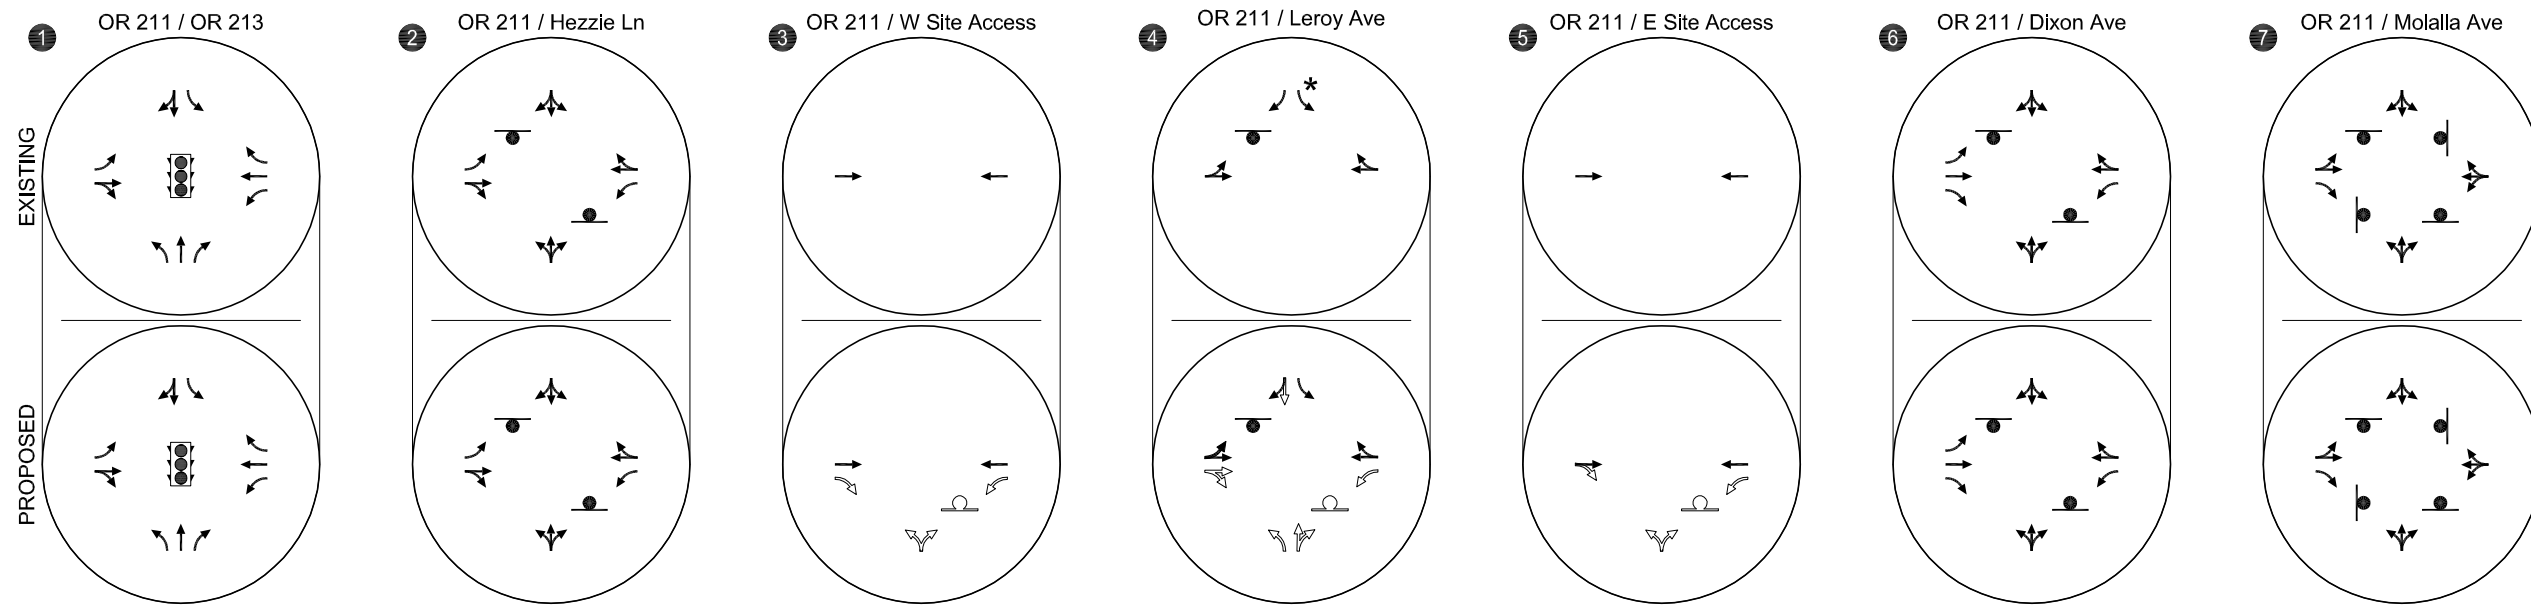 1 OR 211 / OR 213
2 OR 211 / Hezzie Ln
3 OR 211 / W Site Access
4 OR 211 / Leroy Ave
5 OR 211 / E Site Access
6 OR 211 / Dixon Ave
7 OR 211 / Molalla Ave
EXISTING
*
PROPOSED